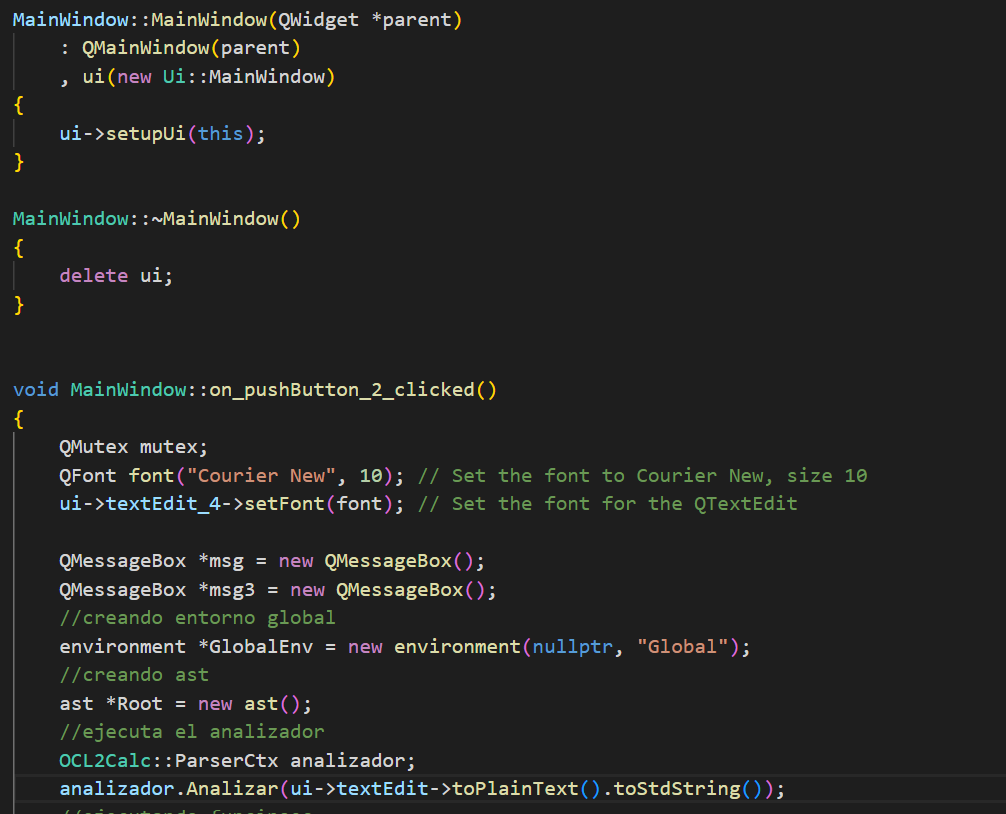 MainWindow::MainWindow(QWidget *parent)
    : QMainWindow(parent)
    , ui(new Ui::MainWindow)
{
    ui->setupUi(this);
}
MainWindow::~MainWindow()
{
    delete ui;
}
void MainWindow::on_pushButton_2_clicked()
{
    QMutex mutex;
    QFont font("Courier New", 10); // Set the font to Courier New, size 10
    ui->textEdit_4->setFont(font); // Set the font for the QTextEdit
    QMessageBox *msg = new QMessageBox();
    QMessageBox *msg3 = new QMessageBox();
    //creando entorno global
    environment *GlobalEnv = new environment(nullptr, "Global");
    //creando ast
    ast *Root = new ast();
    //ejecuta el analizador
    OCL2Calc::ParserCtx analizador;
    analizador.Analizar(ui->textEdit->toPlainText().toStdString());